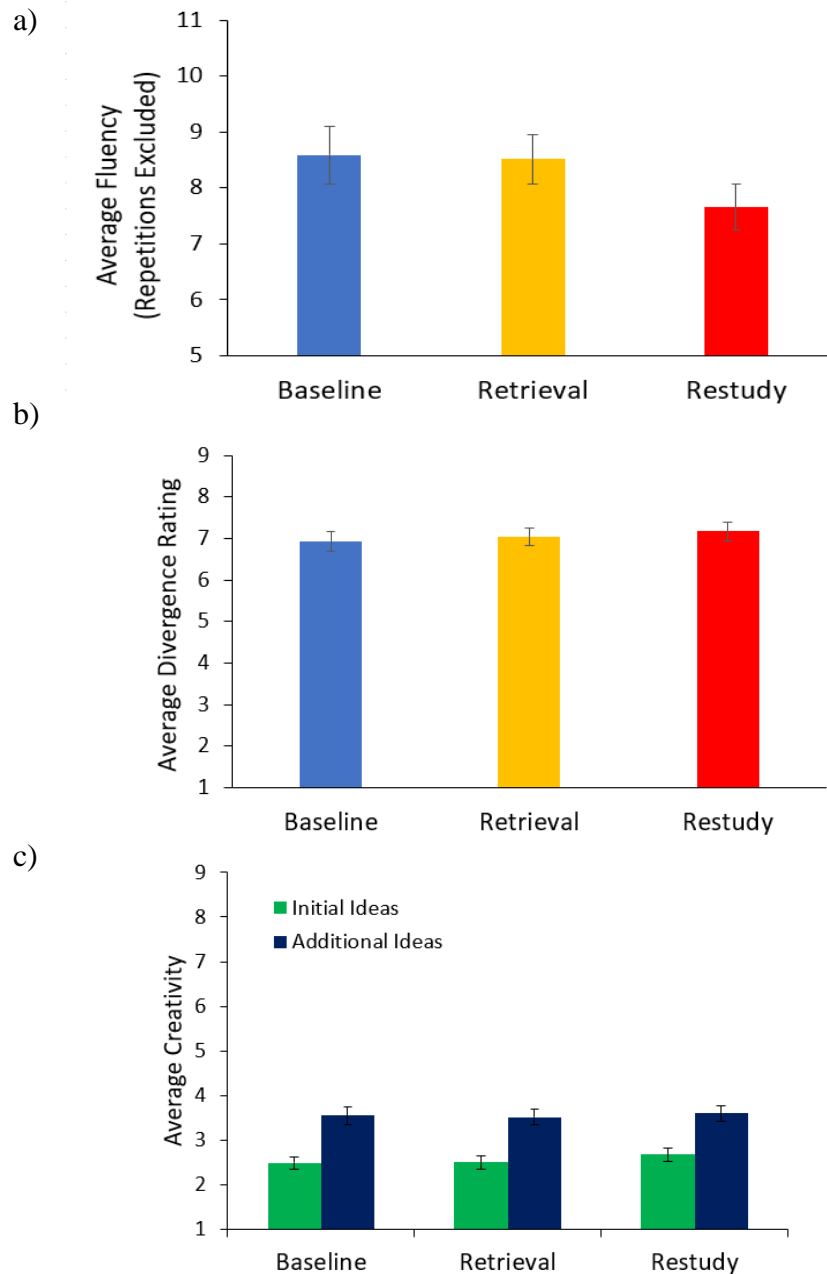 a)
Average Fluency
(Repetitions Excluded)
11
10
9
8
7
6
5
Baseline
Retrieval
Restudy
b)
Average Divergence Rating
9
8
7
6
5
4
3
2
1
Baseline
Retrieval
Restudy
c)
Average Creativity
9
8
7
6
5
4
3
2
1
Initial Ideas
Additional Ideas
Baseline
Retrieval
Restudy